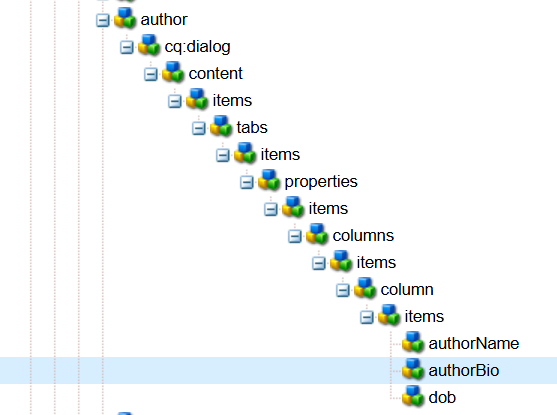 author
cq:dialog
content
items
tabs
items
properties
items
columns
items
column
items
authorName
authorBio
dob